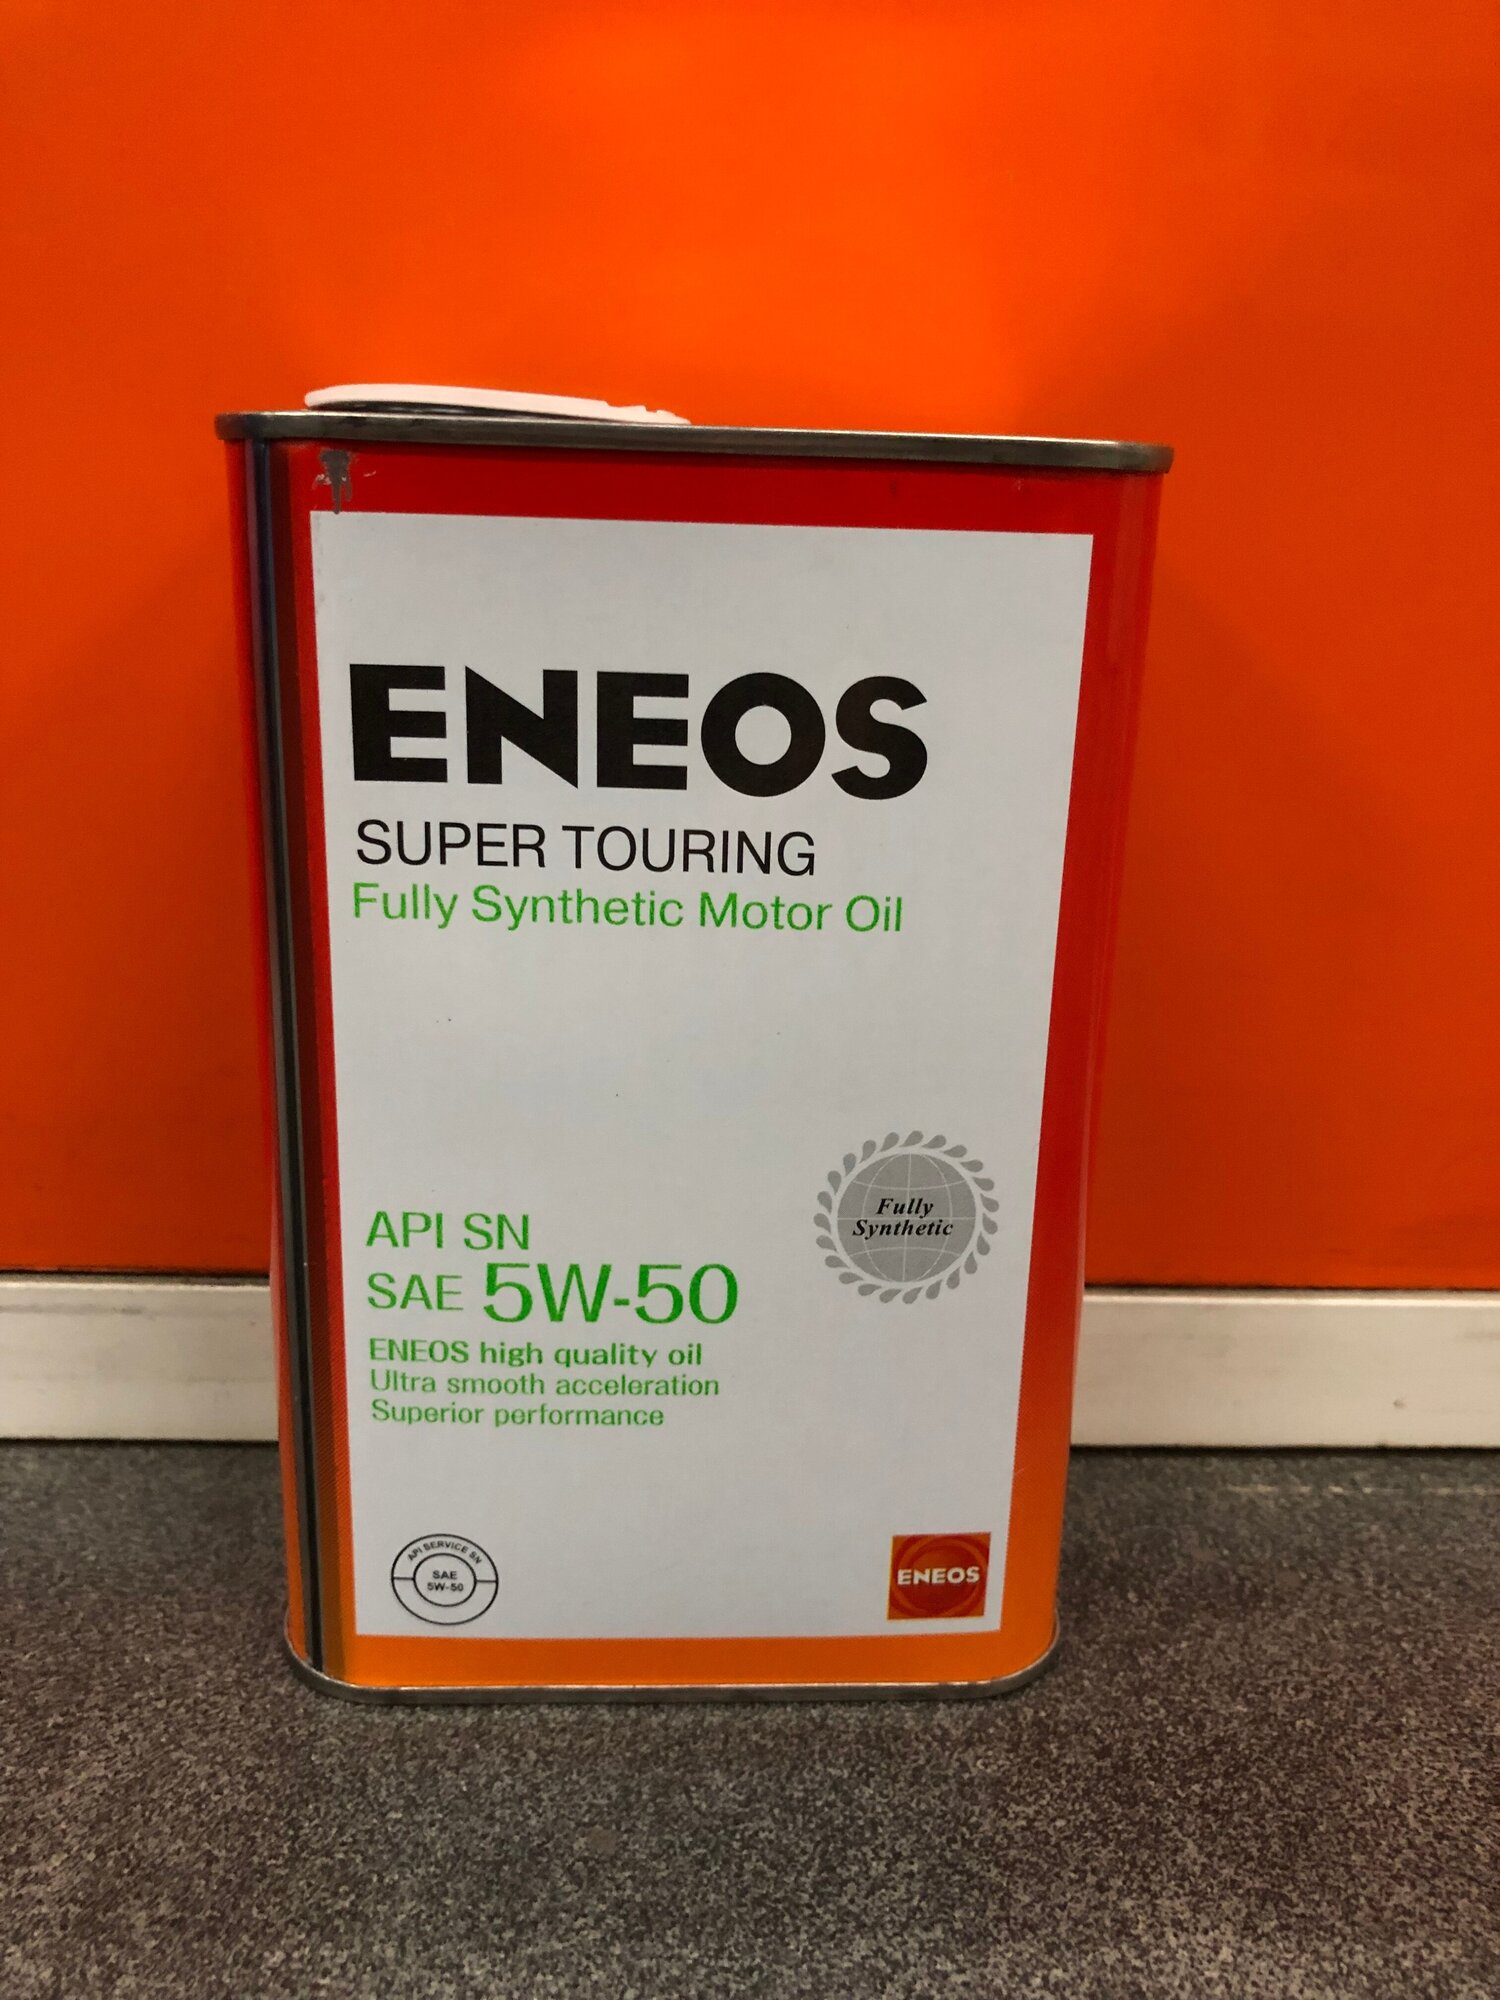 ENEOS
SUPER TOURING
Fully Synthetic Motor Oil
Fully
Synthetic
API SN
SAE 5W-50
ENEOS high quality oil
Ultra smooth acceleration
Superior performance
API SERVICE SN
SAE
5W-50
ENEOS